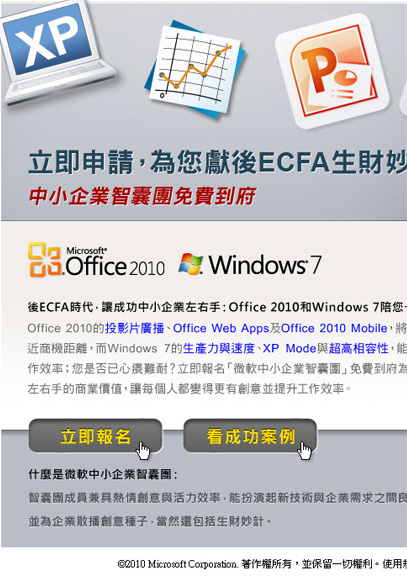 XP
立即申請，為您獻後ECFA生財妙
中小企業智囊團免費到府
Microsoft®
Office 2010 Windows® 7
後ECFA時代，讓成功中小企業左右手：Office 2010和Windows 7陪您
Office 2010的投影片廣播、Office Web Apps及Office 2010 Mobile，將
近商機距離，而Windows 7的生產力與速度、XP Mode與超高相容性，能
作效率；您是否已心癢難耐？立即報名「微軟中小企業智囊團」免費到府為
左右手的商業價值，讓每個人都變得更有創意並提升工作效率。
立即報名 看成功案例
什麼是微軟中小企業智囊團：
智囊團成員兼具熱情創意與活力效率，能扮演起新技術與企業需求之間良
並為企業散播創意種子，當然還包括生財妙計。
©2010 Microsoft Corporation. 著作權所有，並保留一切權利。使用